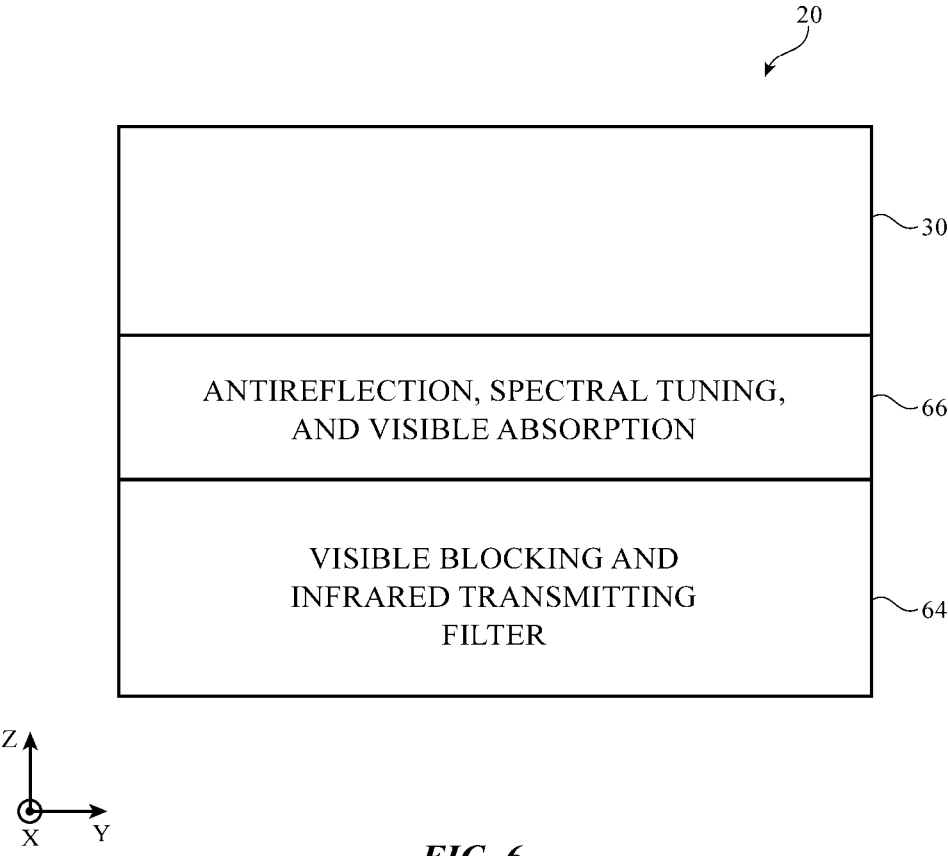 20
30
ANTIREFLECTION, SPECTRAL TUNING,
AND VISIBLE ABSORPTION
66
VISIBLE BLOCKING AND
INFRARED TRANSMITTING
FILTER
64
Z
X
Y
FIG. 6